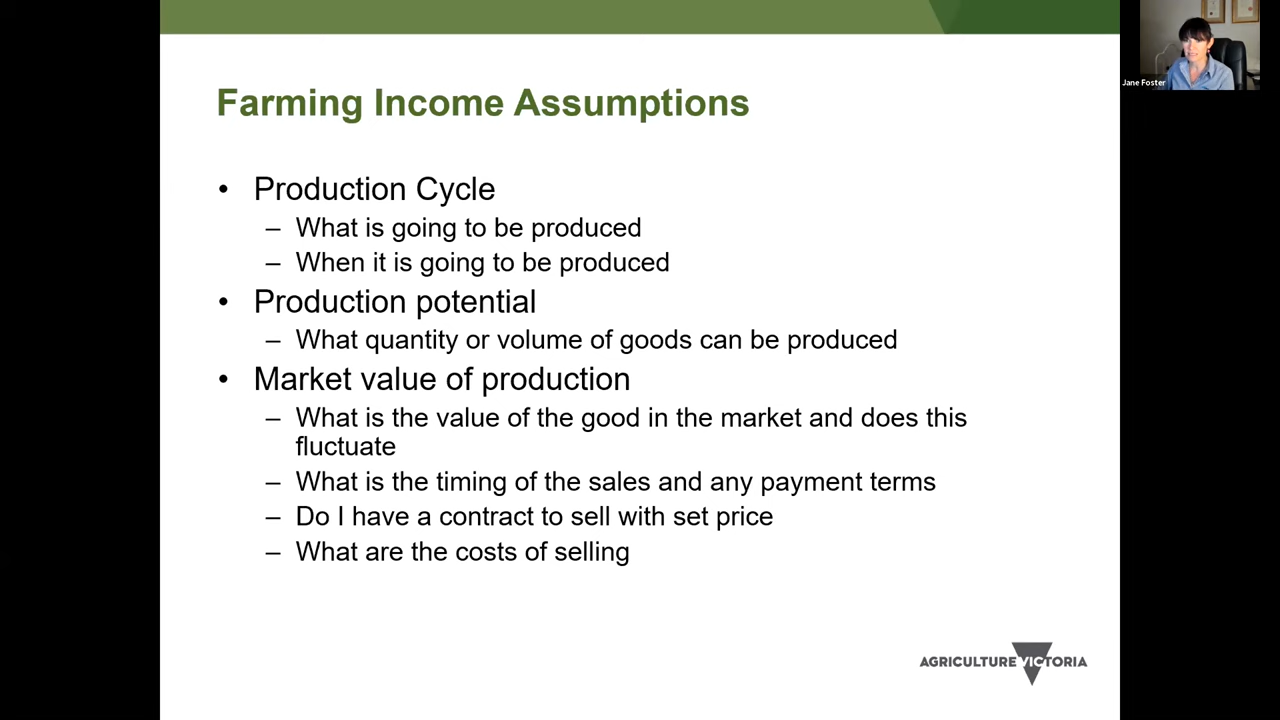 Farming Income Assumptions
• Production Cycle
– What is going to be produced
– When it is going to be produced
• Production potential
– What quantity or volume of goods can be produced
• Market value of production
– What is the value of the good in the market and does this
fluctuate
– What is the timing of the sales and any payment terms
– Do I have a contract to sell with set price
– What are the costs of selling
AGRICULTURE VICTORIA
Jane Foster